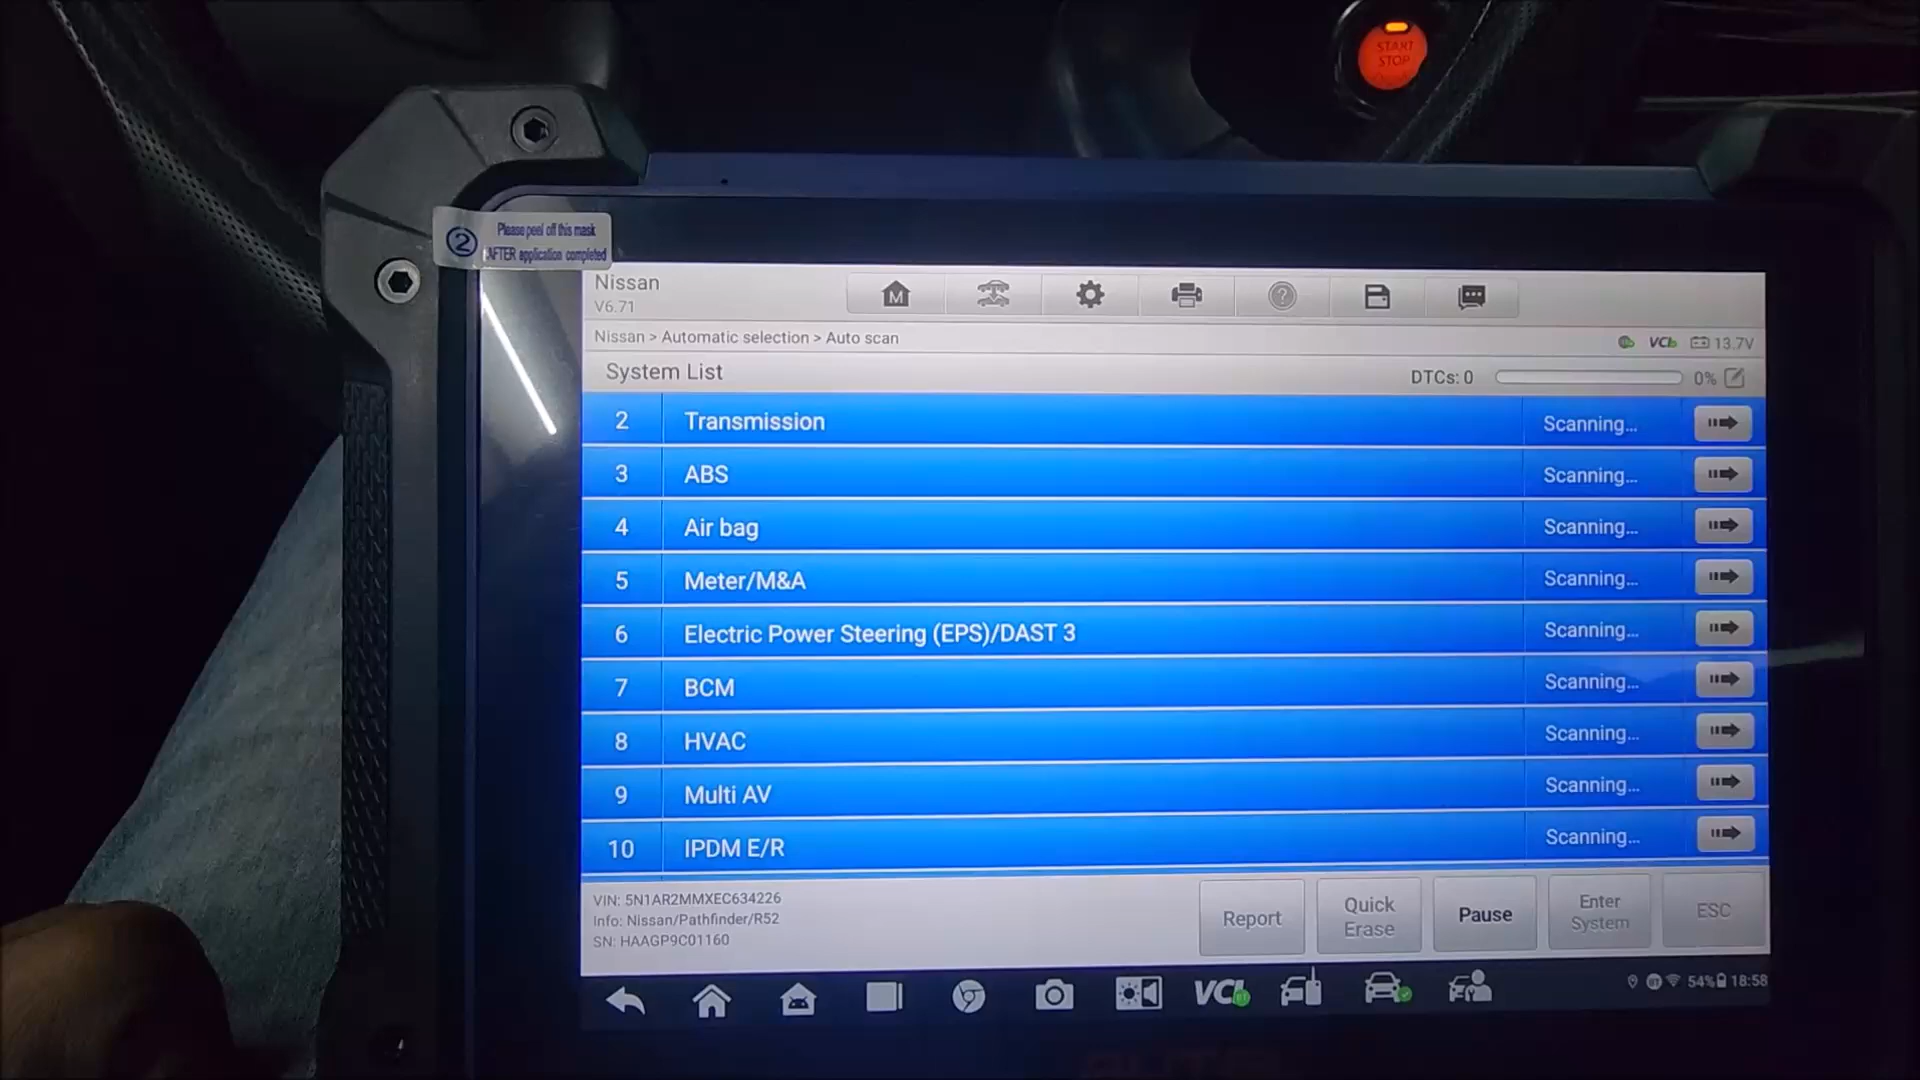 START
STOP
② Please peel off this mask
AFTER application completed
Nissan
V6.71
M
?
Nissan > Automatic selection > Auto scan
VCI 13.7V
System List
DTCs: 0
0%
2 Transmission Scanning...
3 ABS Scanning...
4 Air bag Scanning...
5 Meter/M&A Scanning...
6 Electric Power Steering (EPS)/DAST 3 Scanning...
7 BCM Scanning...
8 HVAC Scanning...
9 Multi AV Scanning...
10 IPDM E/R Scanning...
VIN: 5N1AR2MMXEC634226
Info: Nissan/Pathfinder/R52
SN: HAAGP9C01160
Report
Quick
Erase
Pause
Enter
System
ESC
VCI
54% 18:58